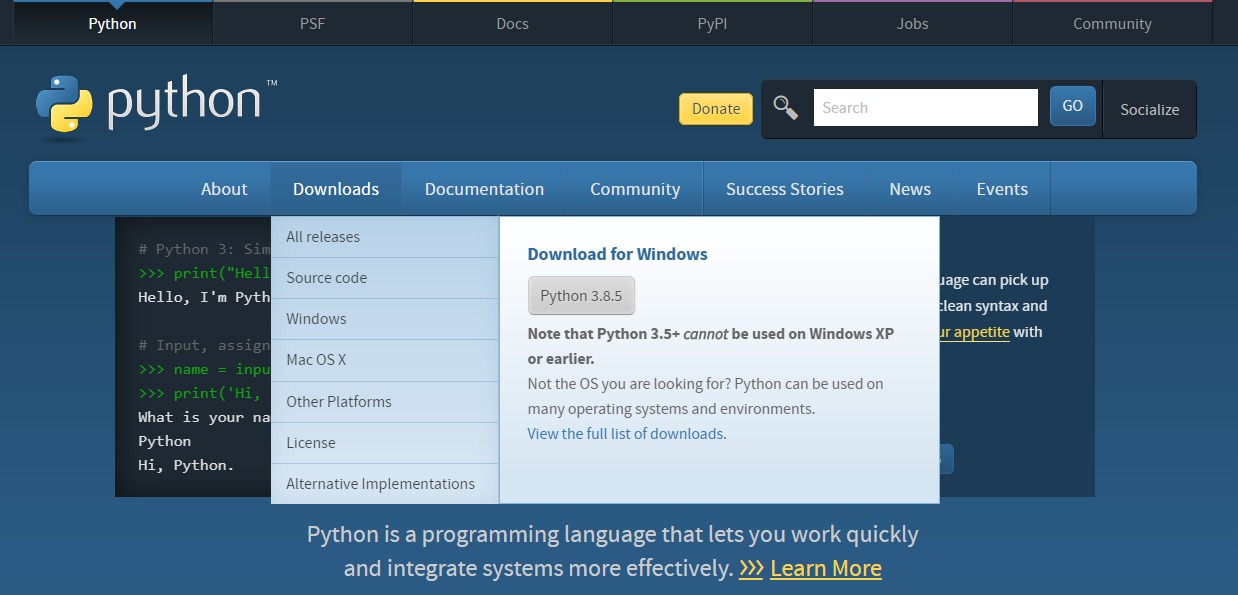 Python PSF Docs PyPI Jobs Community
python™
Donate Search GO Socialize
About Downloads Documentation Community Success Stories News Events
All releases
Source code
Windows
Mac OS X
Other Platforms
License
Alternative Implementations
Download for Windows
Python 3.8.5
Note that Python 3.5+ cannot be used on Windows XP
or earlier.
Not the OS you are looking for? Python can be used on
many operating systems and environments.
View the full list of downloads.
# Python 3: Sim
>>> print("Hell
Hello, I'm Pyth
# Input, assign
>>> name = inpu
>>> print('Hi,
What is your na
Python
Hi, Python.
uage can pick up
clean syntax and
ur appetite with
Python is a programming language that lets you work quickly
and integrate systems more effectively. >>> Learn More